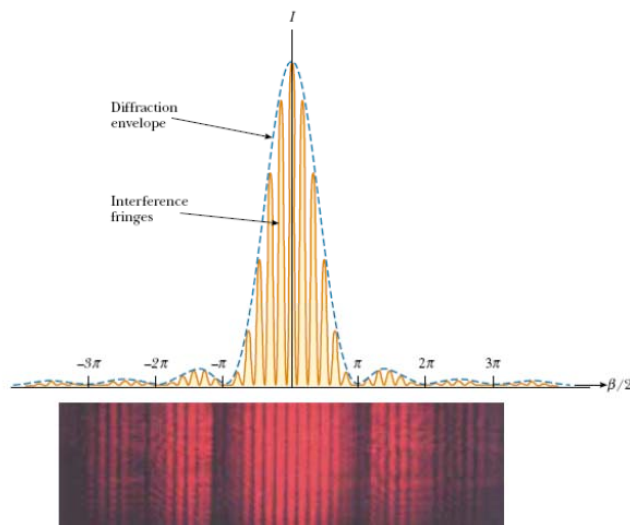 I
Diffraction
envelope
Interference
fringes
−3π −2π −π π 2π 3π
β/2